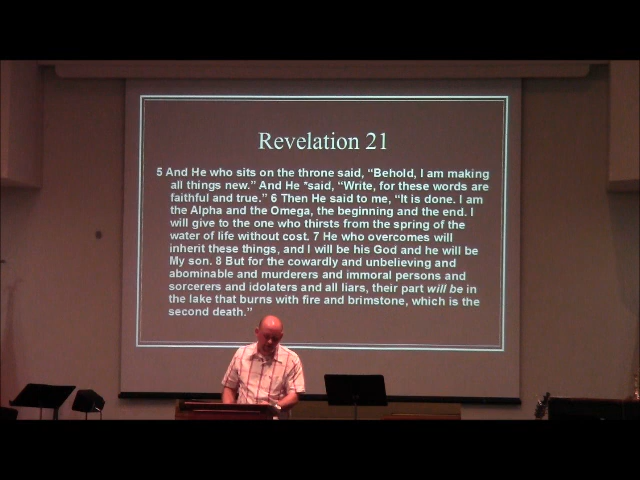 Revelation 21
5 And He who sits on the throne said, “Behold, I am making
all things new.” And He *said, “Write, for these words are
faithful and true.” 6 Then He said to me, “It is done. I am
the Alpha and the Omega, the beginning and the end. I
will give to the one who thirsts from the spring of the
water of life without cost. 7 He who overcomes will
inherit these things, and I will be his God and he will be
My son. 8 But for the cowardly and unbelieving and
abominable and murderers and immoral persons and
sorcerers and idolaters and all liars, their part will be in
the lake that burns with fire and brimstone, which is the
second death.”